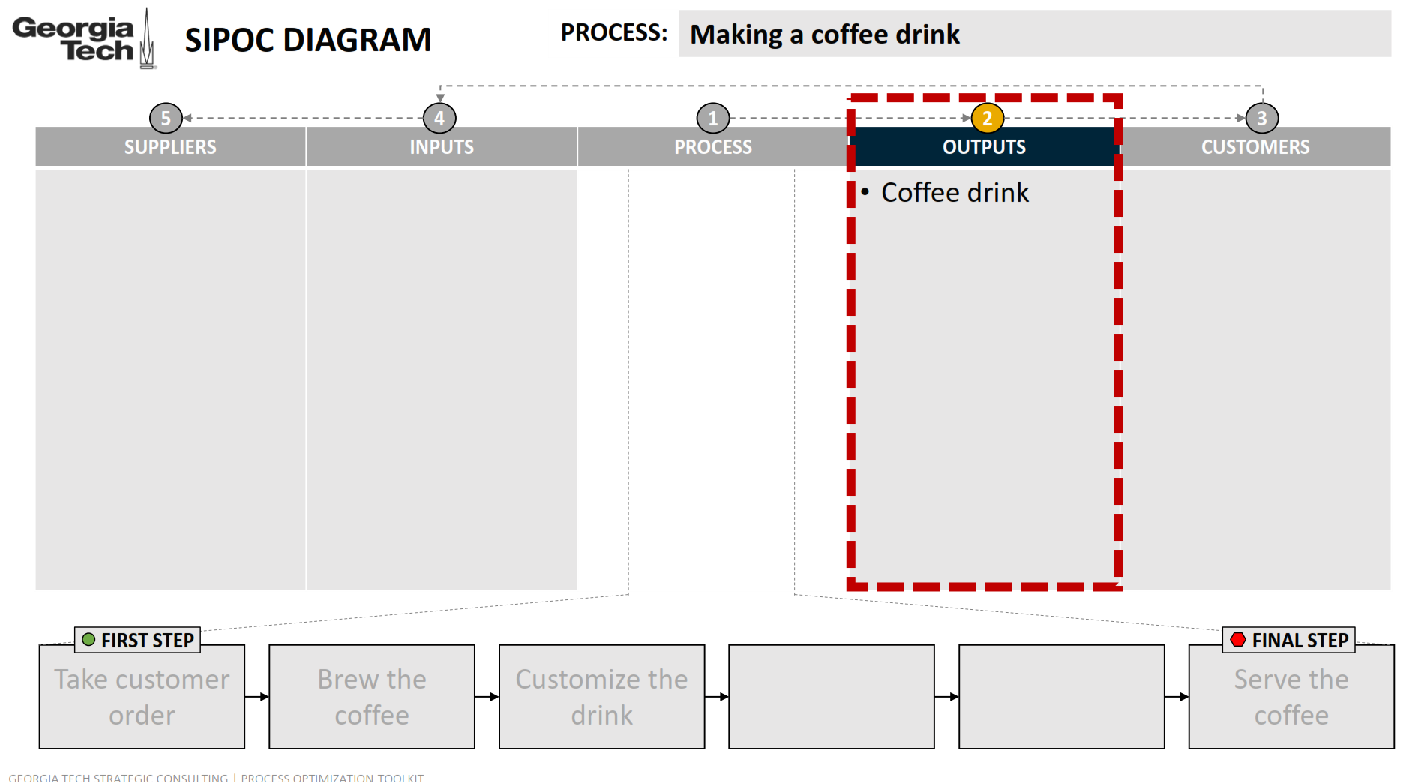 Georgia
Tech
SIPOC DIAGRAM
PROCESS:
Making a coffee drink
5
4
1
2
3
SUPPLIERS
INPUTS
PROCESS
OUTPUTS
CUSTOMERS
• Coffee drink
FIRST STEP
FINAL STEP
Take customer
order
Brew the
coffee
Customize the
drink
Serve the
coffee
GEORGIA TECH STRATEGIC CONSULTING | PROCESS OPTIMIZATION TOOLKIT